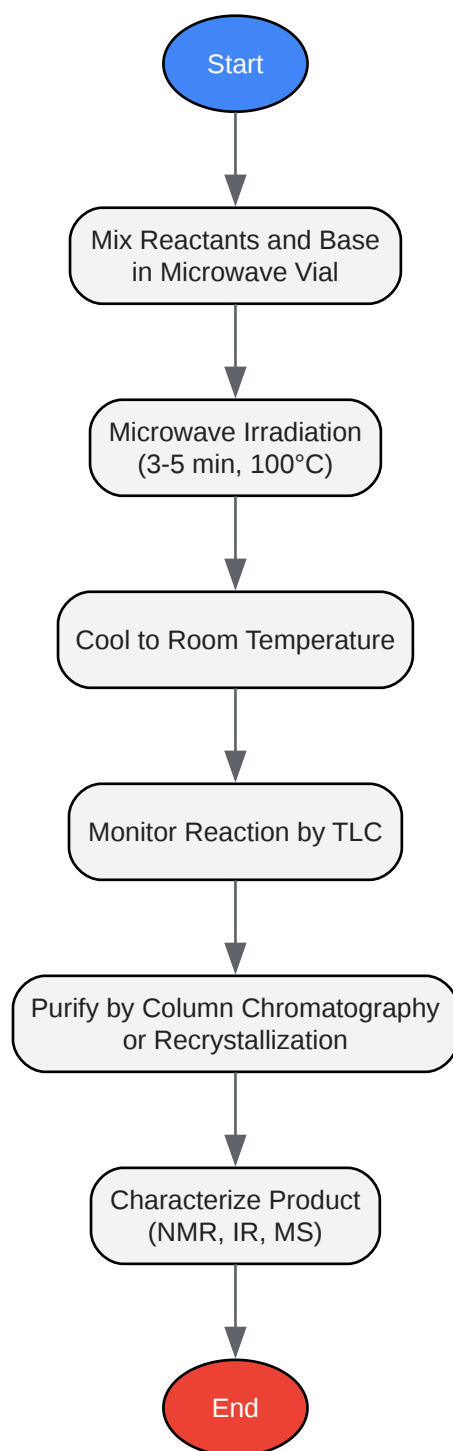 Start
Mix Reactants and Base
in Microwave Vial
Microwave Irradiation
(3-5 min, 100°C)
Cool to Room Temperature
Monitor Reaction by TLC
Purify by Column Chromatography
or Recrystallization
Characterize Product
(NMR, IR, MS)
End